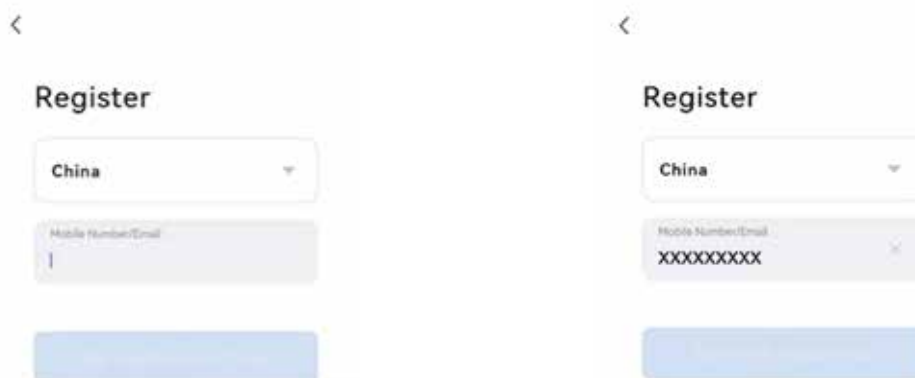 Register
China
Mobile Number/Email
Register
China
Mobile Number/Email
XXXXXXXXX